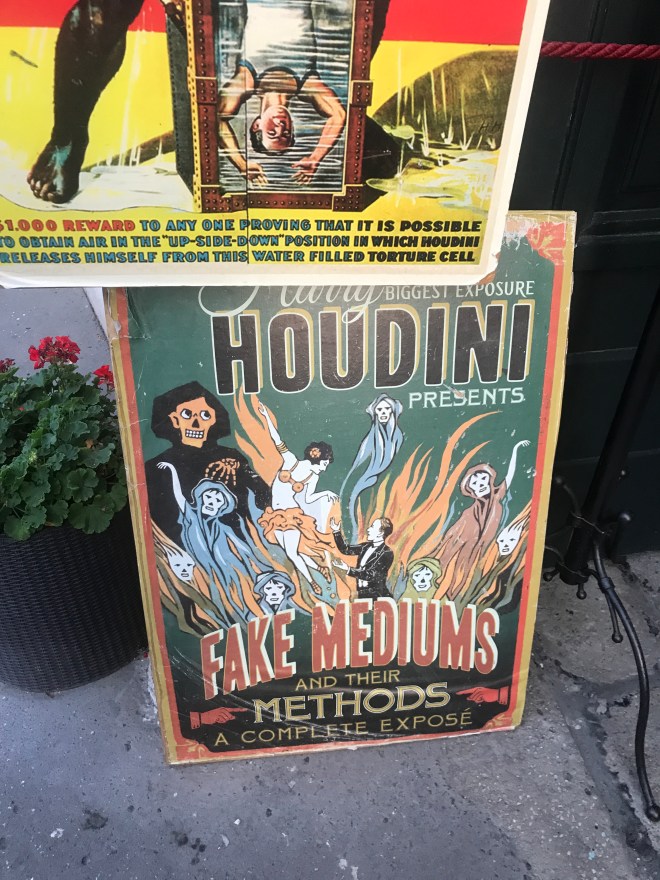 $1.000 REWARD TO ANY ONE PROVING THAT IT IS POSSIBLE
TO OBTAIN AIR IN THE "UP-SIDE-DOWN" POSITION IN WHICH HOUDINI
RELEASES HIMSELF FROM THIS WATER FILLED TORTURE CELL
Harry BIGGEST EXPOSURE
HOUDINI
PRESENTS
FAKE MEDIUMS
AND THEIR
METHODS
A COMPLETE EXPOSÉ